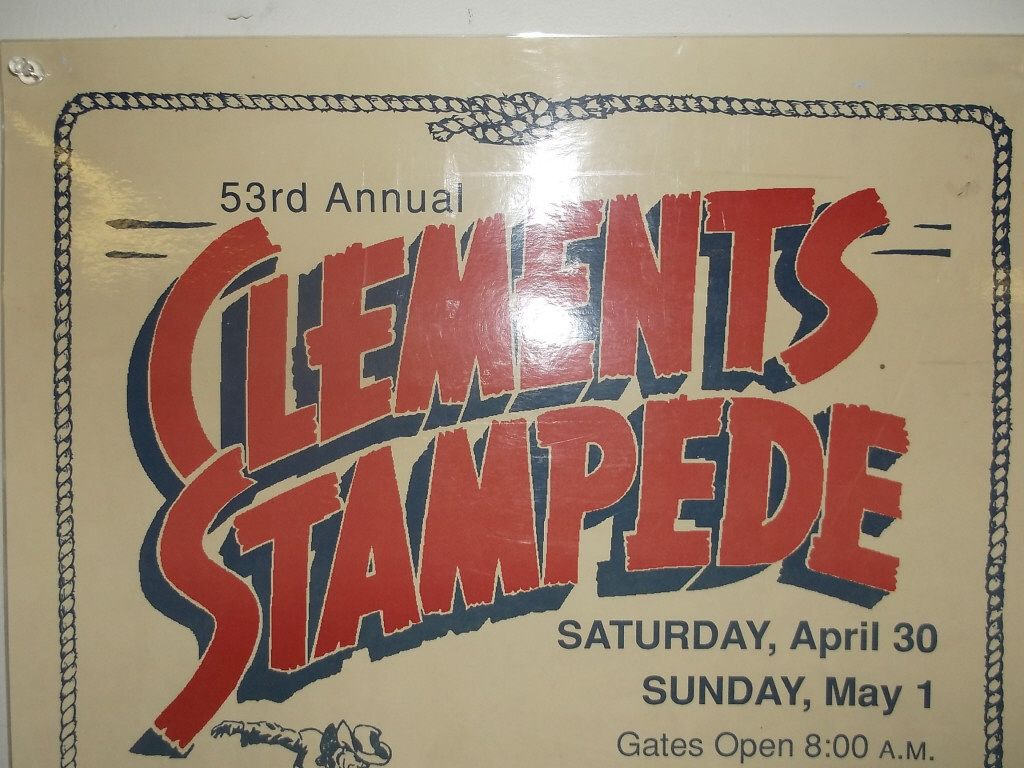 53rd Annual
CLEMENTS
STAMPEDE
SATURDAY, April 30
SUNDAY, May 1
Gates Open 8:00 A.M.